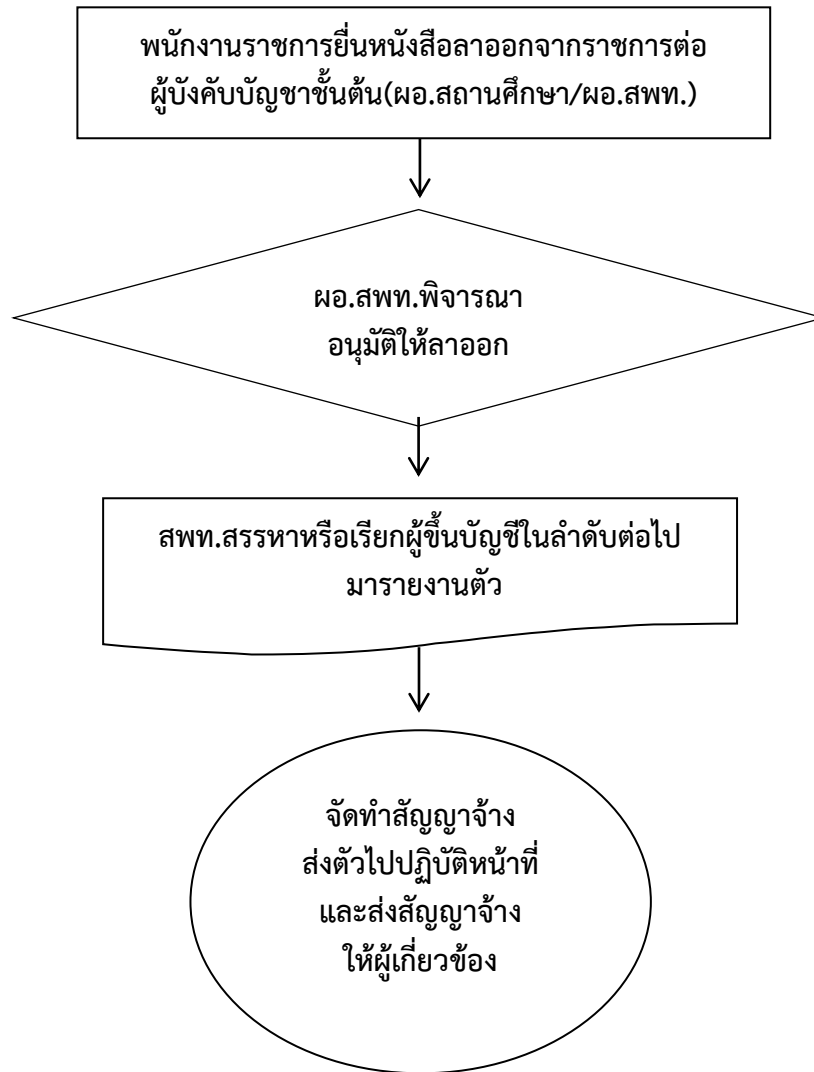 พนักงานราชการยื่นหนังสือลาออกจากราชการต่อ
ผู้บังคับบัญชาชั้นต้น(ผอ.สถานศึกษา/ผอ.สพท.)
ผอ.สพท.พิจารณา
อนุมัติให้ลาออก
สพท.สรรหาหรือเรียกผู้ขึ้นบัญชีในลำดับต่อไป
มารายงานตัว
จัดทำสัญญาจ้าง
ส่งตัวไปปฏิบัติหน้าที่
และส่งสัญญาจ้าง
ให้ผู้เกี่ยวข้อง